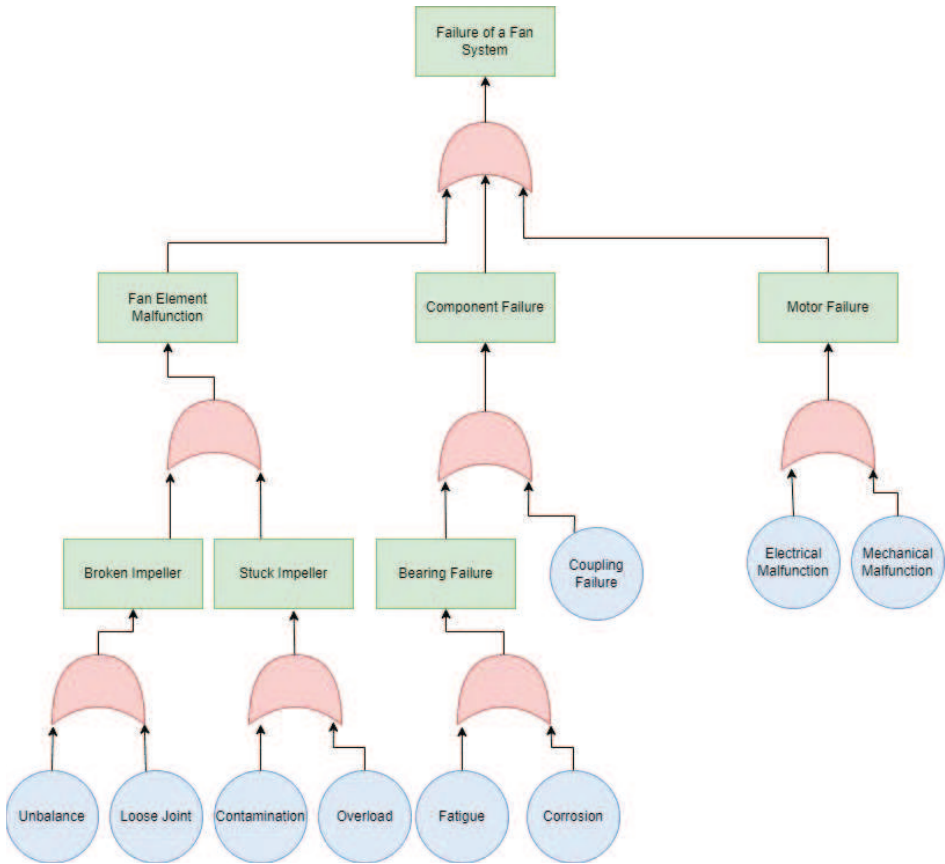 Failure of a Fan
System
Fan Element
Malfunction
Component Failure
Motor Failure
Broken Impeller
Stuck Impeller
Bearing Failure
Coupling
Failure
Electrical
Malfunction
Mechanical
Malfunction
Unbalance
Loose Joint
Contamination
Overload
Fatigue
Corrosion